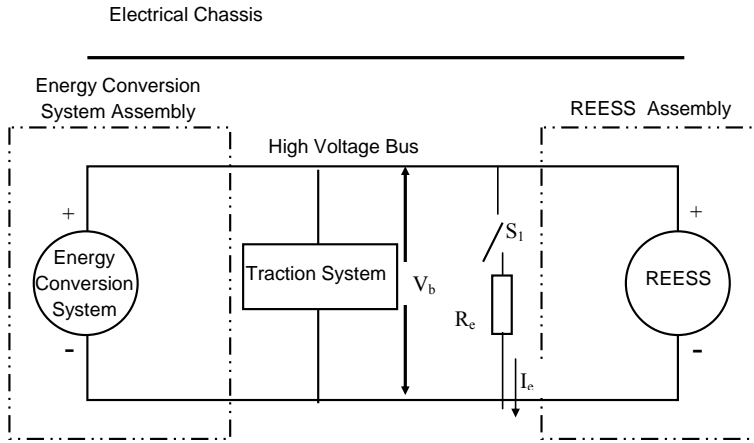 Electrical Chassis
Energy Conversion
System Assembly
REESS Assembly
High Voltage Bus
+
+
Energy
Conversion
System
Traction System
V_b
S_1
R_e
REESS
-
-
I_e